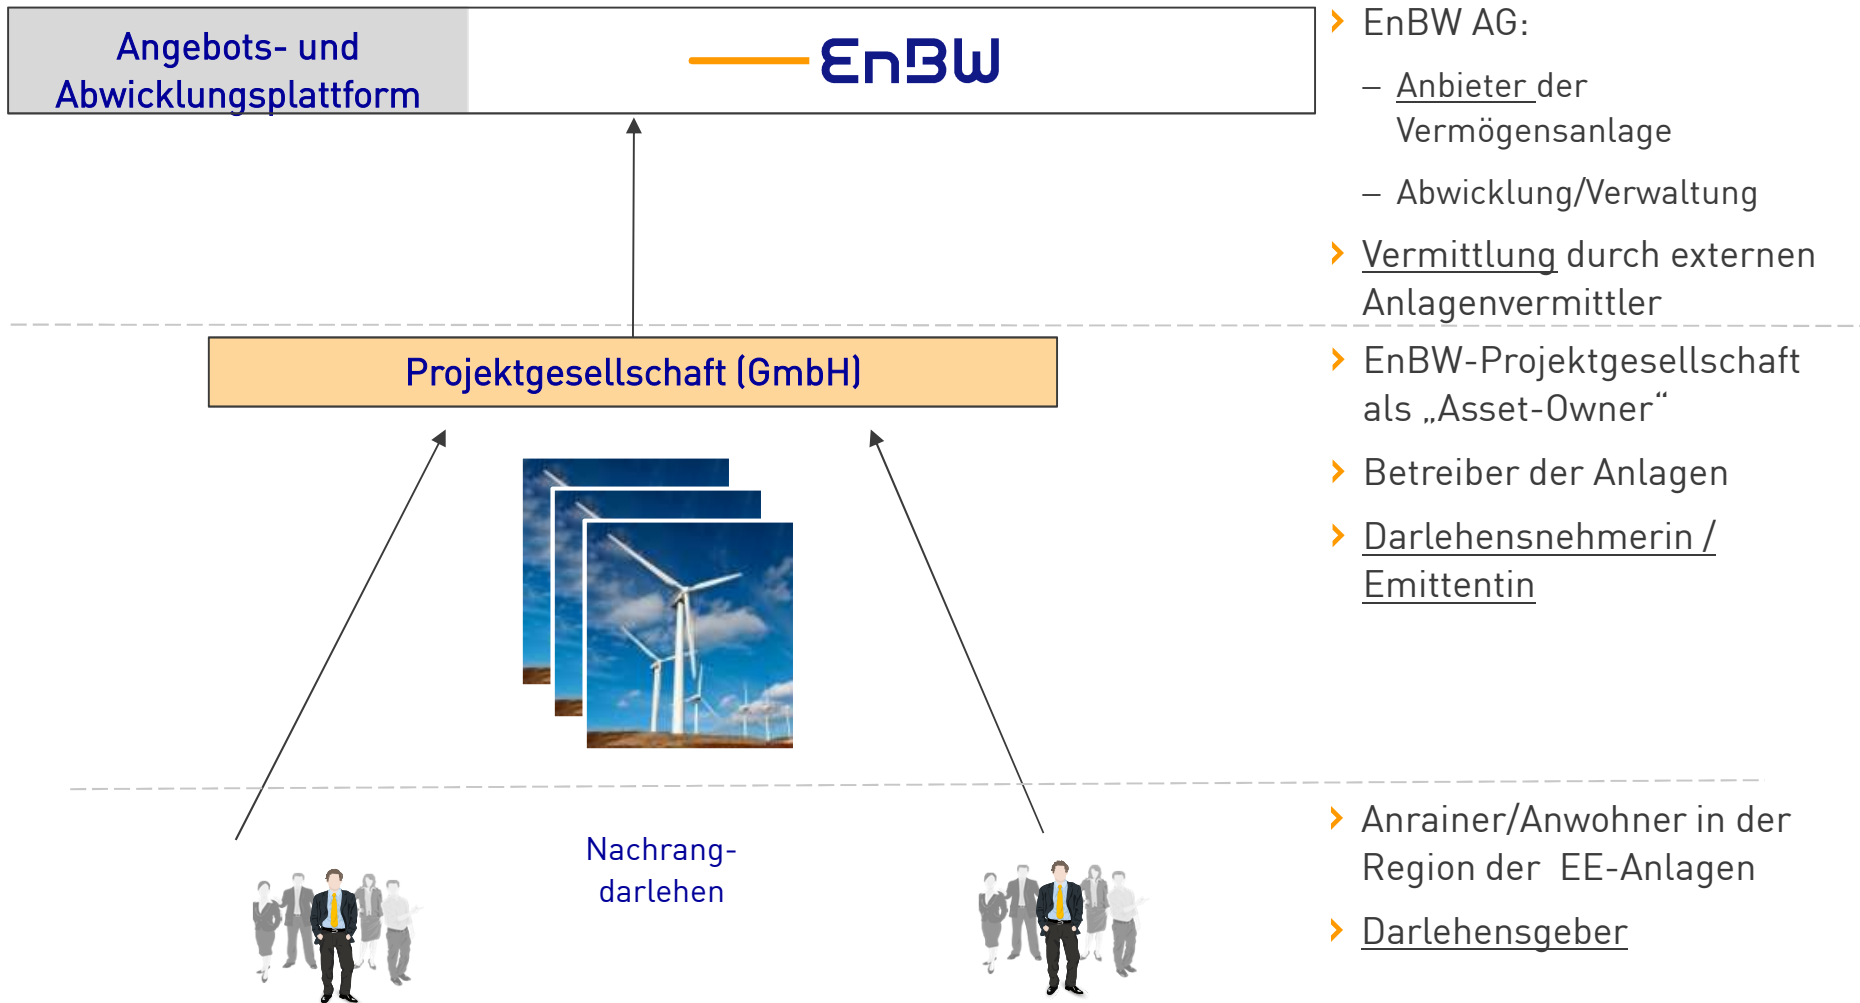 Angebots- und
Abwicklungsplattform
EnBW
› EnBW AG:
– Anbieter der
Vermögensanlage
– Abwicklung/Verwaltung
› Vermittlung durch externen
Anlagenvermittler
Projektgesellschaft (GmbH)
› EnBW-Projektgesellschaft
als „Asset-Owner“
› Betreiber der Anlagen
› Darlehensnehmerin /
Emittentin
Nachrang-
darlehen
› Anrainer/Anwohner in der
Region der EE-Anlagen
› Darlehensgeber